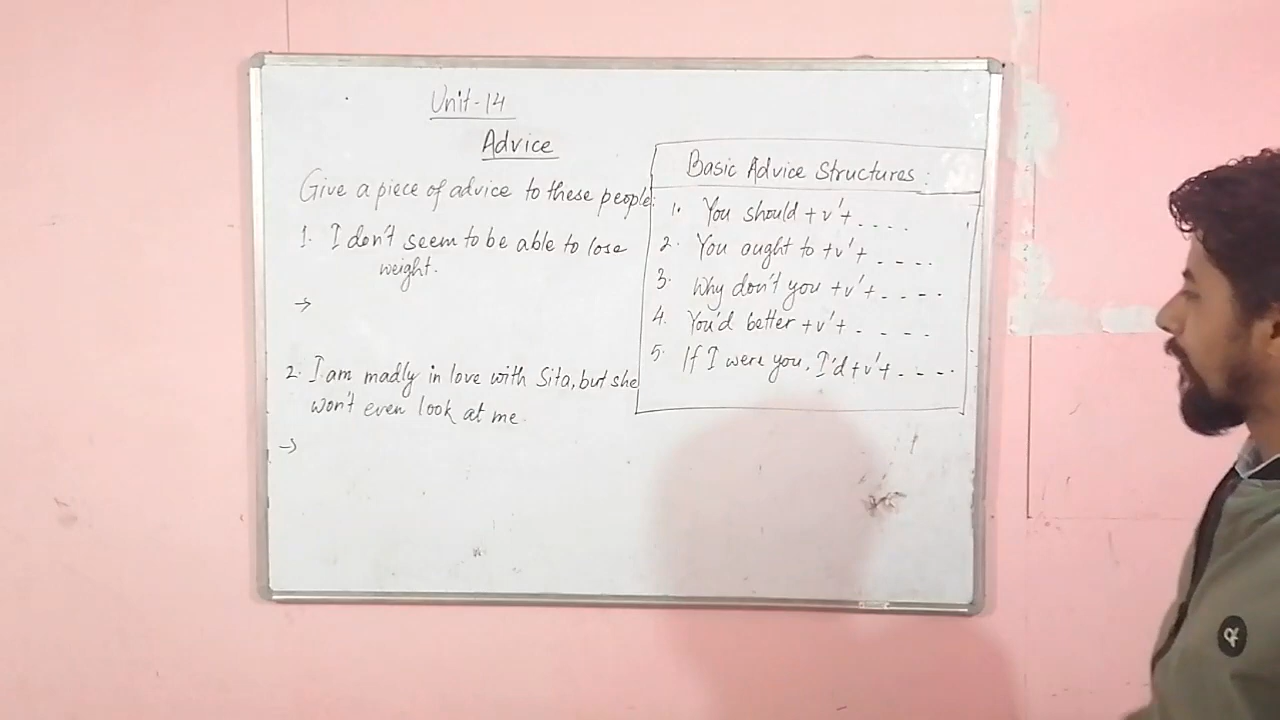 Unit-14
Advice
Give a piece of advice to these people:
1. I don't seem to be able to lose
weight.
→
2. I am madly in love with Sita, but she
won't even look at me.
→
Basic Advice Structures:
1. You should +v'+ . . . .
2. You ought to +v'+ - - - -.
3. Why don't you +v'+ - - - -
4. You'd better +v'+ - - - -
5. If I were you, I'd +v'+ - - - -.
R